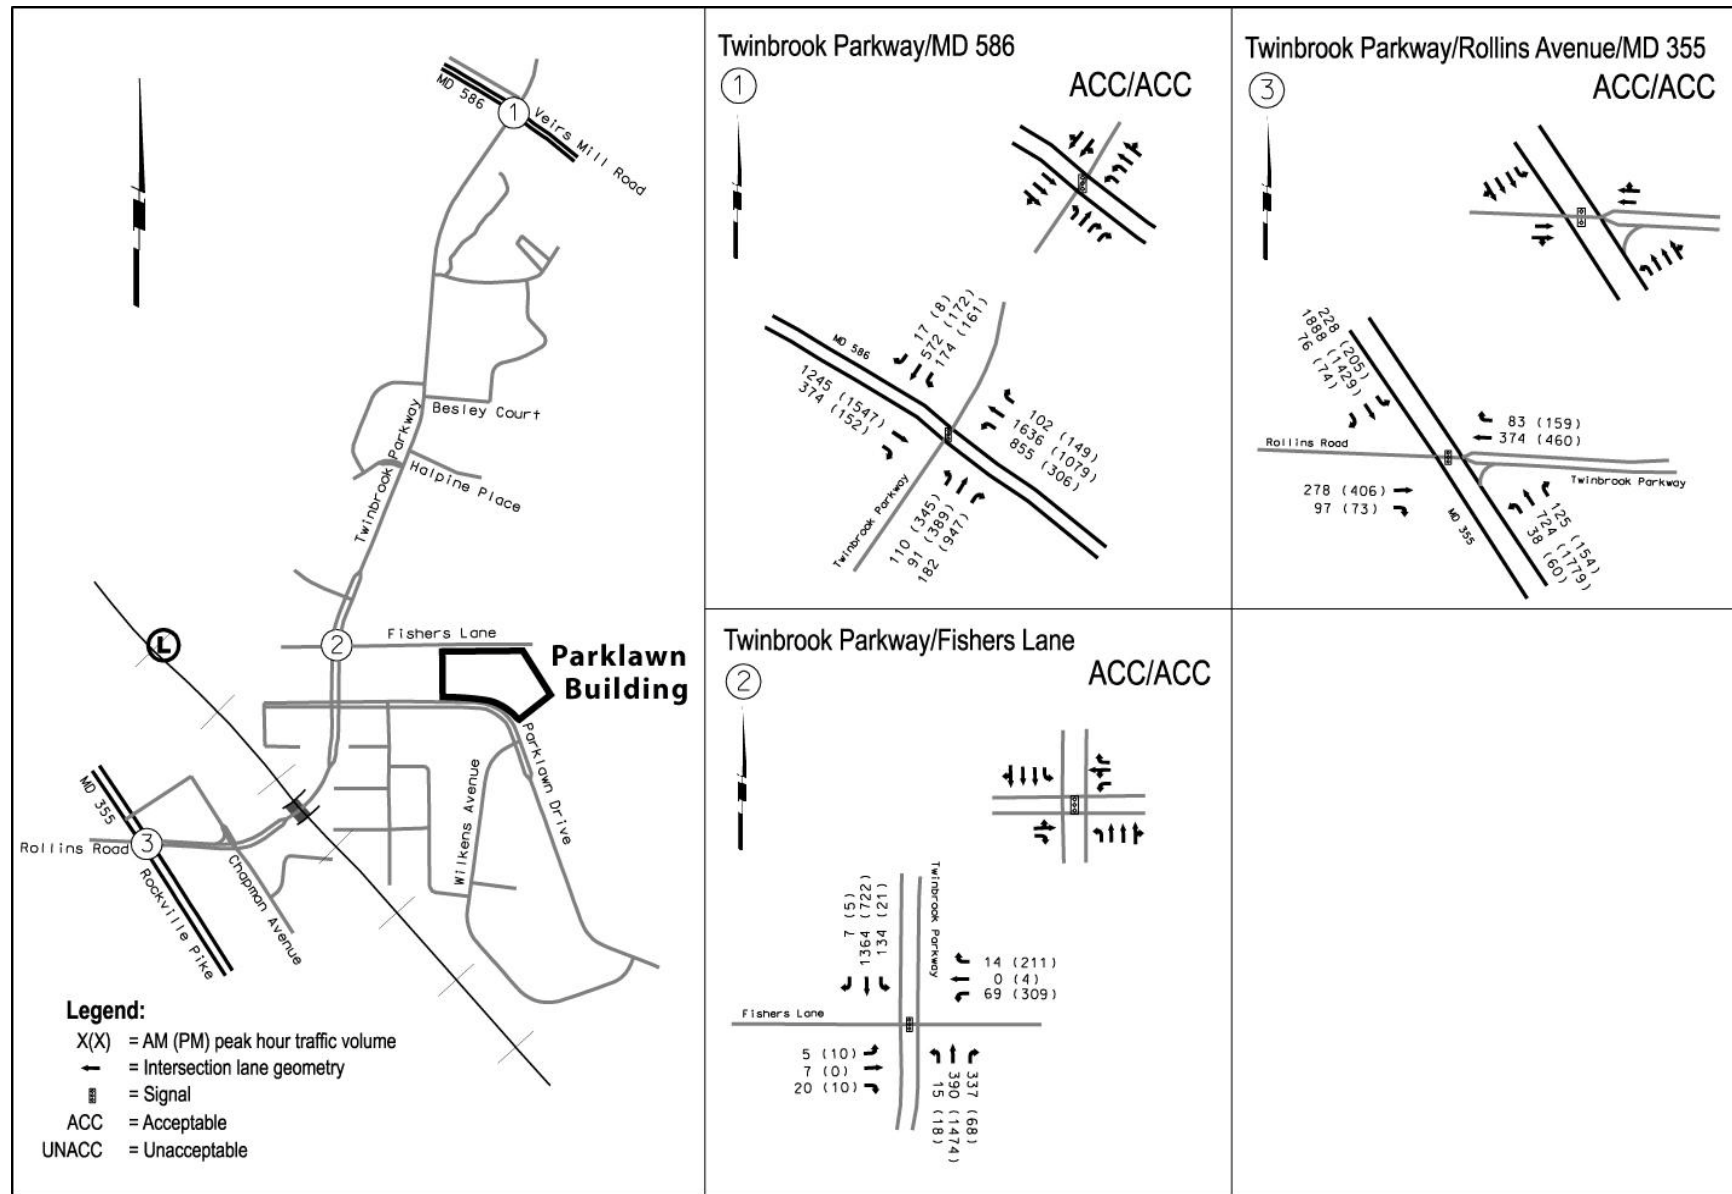 MD 586
1
Veirs Mill Road
Besley Court
Twinbrook Parkway
Halpine Place
L
2
Fishers Lane
Parklawn
Building
Parklawn Drive
Wilkens Avenue
MD 355
Rollins Road
3
Rockville Pike
Chapman Avenue
Legend:
X(X) = AM (PM) peak hour traffic volume
= Intersection lane geometry
= Signal
ACC = Acceptable
UNACC = Unacceptable
Twinbrook Parkway/MD 586
1
ACC/ACC
17 (8)
572 (172)
174 (161)
MD 586
1245 (1547)
374 (152)
102 (149)
1636 (1079)
855 (306)
Twinbrook Parkway
110 (345)
91 (389)
182 (947)
Twinbrook Parkway/Rollins Avenue/MD 355
3
ACC/ACC
228 (205)
1888 (1429)
76 (74)
83 (159)
374 (460)
Rollins Road
Twinbrook Parkway
278 (406)
97 (73)
MD 355
125 (154)
724 (1779)
38 (60)
Twinbrook Parkway/Fishers Lane
2
ACC/ACC
7 (5)
1364 (722)
134 (21)
Twinbrook Parkway
14 (211)
0 (4)
69 (309)
Fishers Lane
5 (10)
7 (0)
20 (10)
15 (18)
390 (1474)
337 (68)